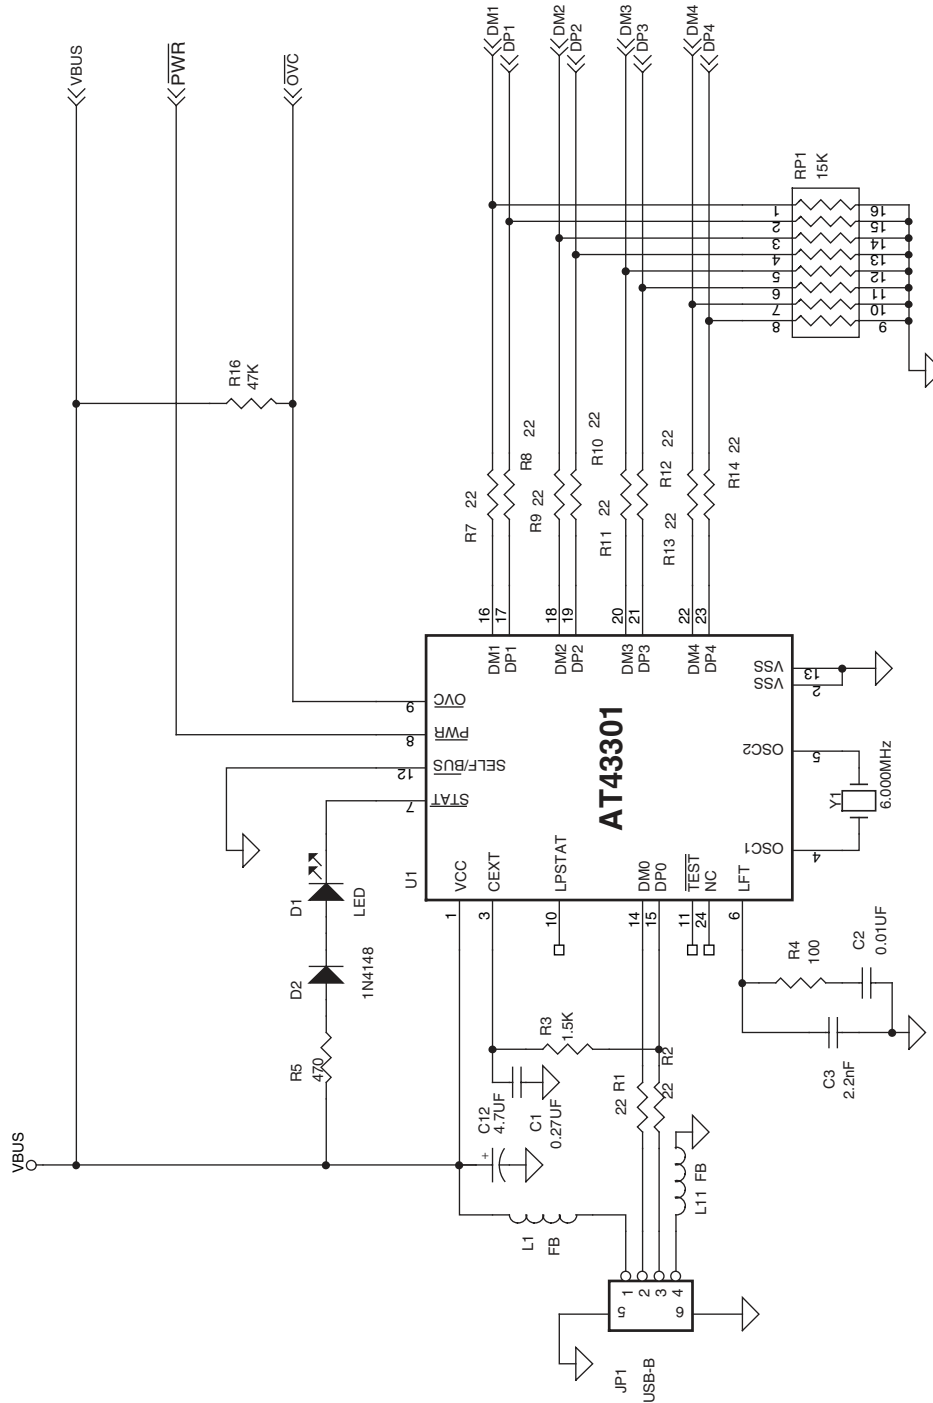 VBUS
PWR
OVC
DM1
DP1
DM2
DP2
DM3
DP3
DM4
DP4
RP1
15K
1
2
3
4
5
6
7
8
16
15
14
13
12
11
10
9
R16
47K
R7 22
R8 22
R9 22
R10 22
R11 22
R12 22
R13 22
R14 22
16
17
18
19
20
21
22
23
9
8
12
7
OVC
PWR
SELF/BUS
STAT
DM1
DP1
DM2
DP2
DM3
DP3
DM4
DP4
VSS
VSS
13
2
AT43301
OSC2
5
OSC1
4
Y1
6.000MHz
U1
VCC
CEXT
LPSTAT
DM0
DP0
TEST
NC
LFT
1
3
10
14
15
11
24
6
D1
LED
D2
1N4148
R5
470
R4
100
C2
0.01UF
C3
2.2nF
R3
1.5K
R2
22
R1
22
C12
4.7UF
+
C1
0.27UF
VBUS
L1
FB
L11 FB
1
2
3
4
5
6
JP1
USB-B